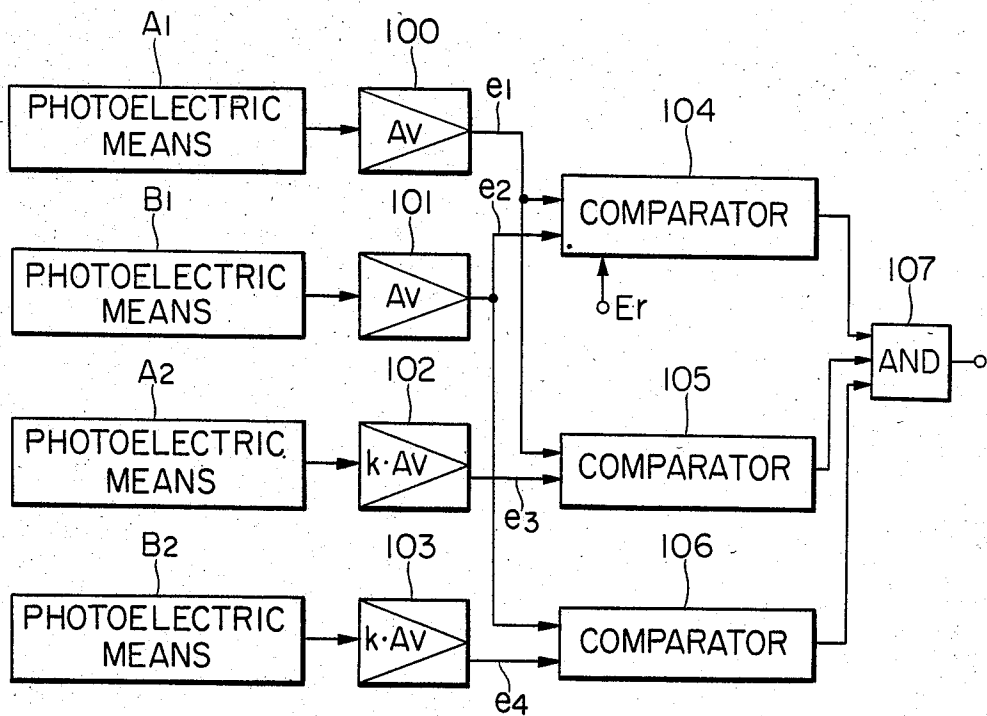 A1
100
PHOTOELECTRIC
MEANS
AV
e1
104
COMPARATOR
B1
101
e2
PHOTOELECTRIC
MEANS
AV
Er
107
AND
A2
102
105
PHOTOELECTRIC
MEANS
k·AV
e3
COMPARATOR
B2
103
106
PHOTOELECTRIC
MEANS
k·AV
e4
COMPARATOR